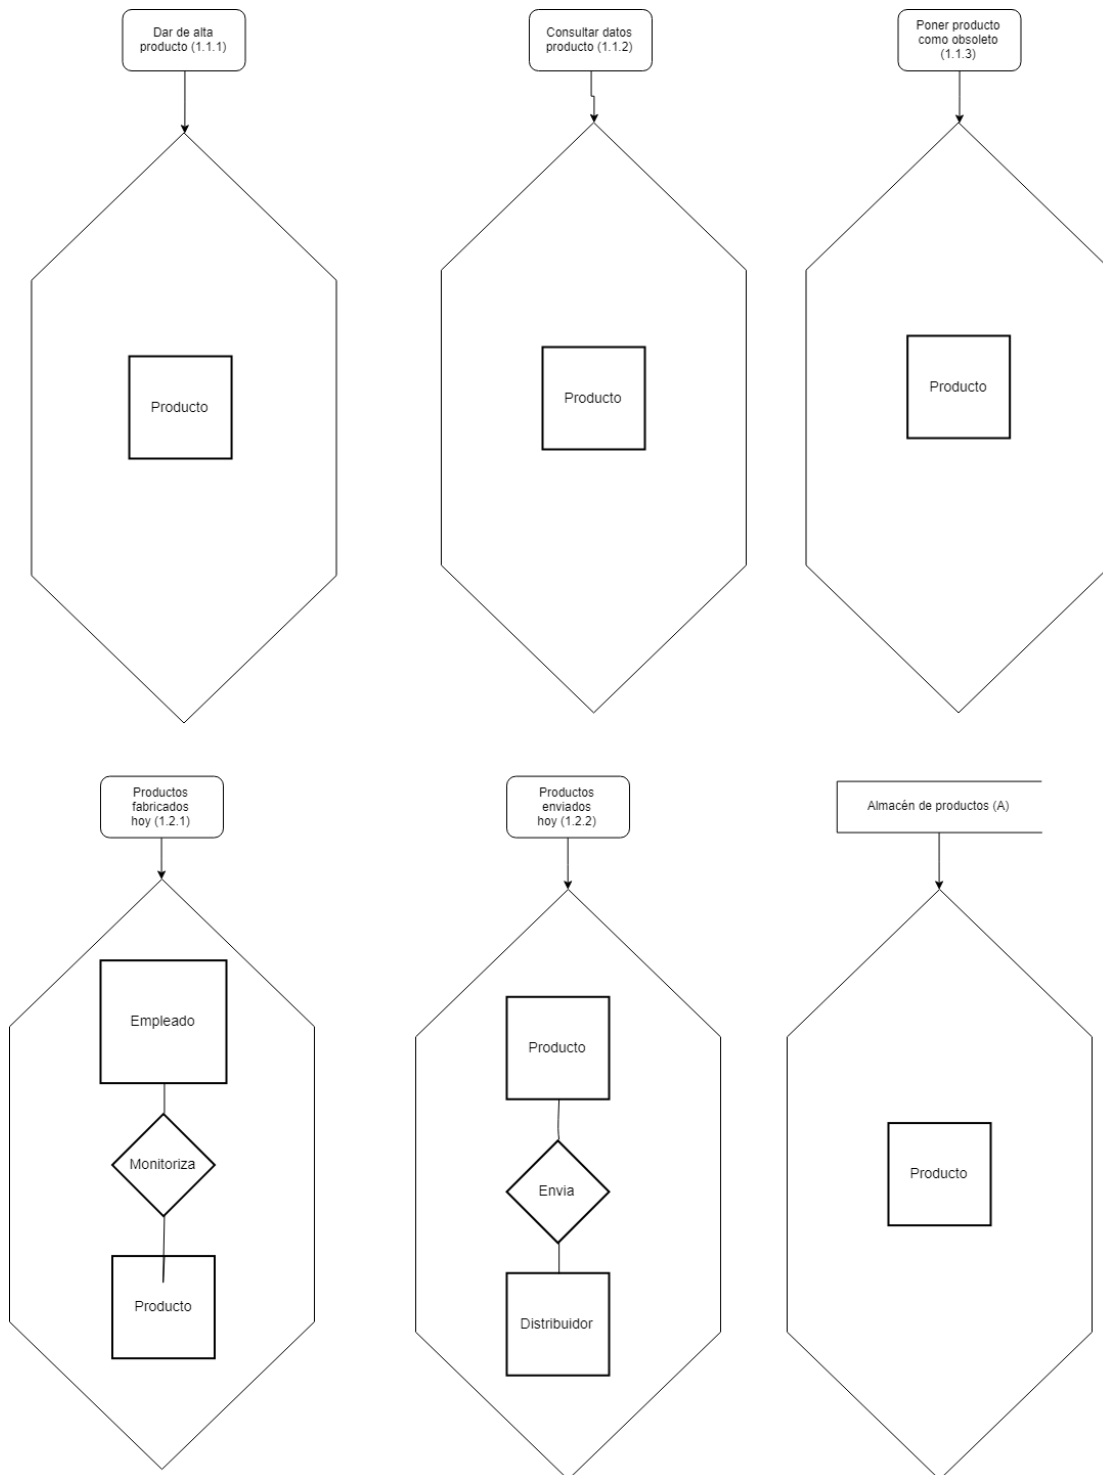 Dar de alta
producto (1.1.1)
Consultar datos
producto (1.1.2)
Poner producto
como obsoleto
(1.1.3)
Producto
Producto
Producto
Productos
fabricados
hoy (1.2.1)
Productos
enviados
hoy (1.2.2)
Almacén de productos (A)
Empleado
Monitoriza
Producto
Producto
Envia
Distribuidor
Producto